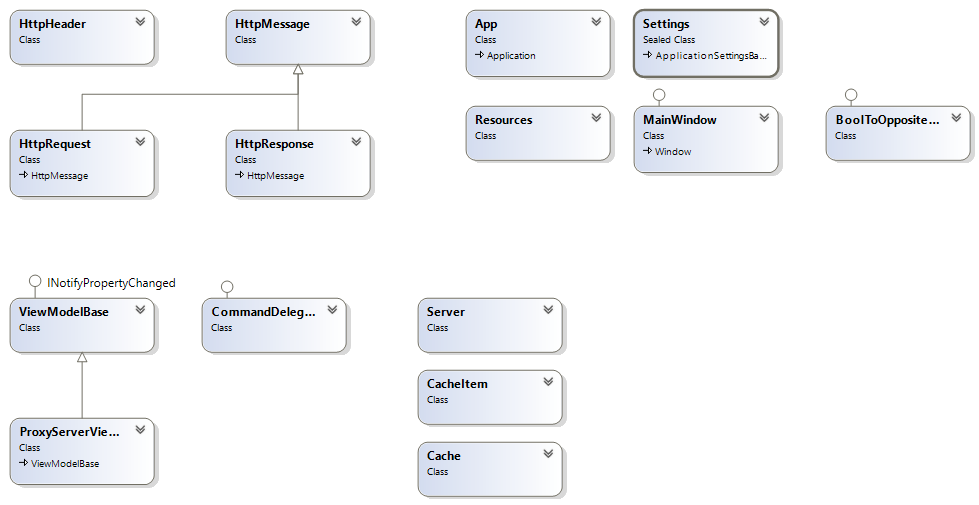 HttpHeader
Class
HttpMessage
Class
App
Class
Application
Settings
Sealed Class
ApplicationSettingsBa...
HttpRequest
Class
HttpMessage
HttpResponse
Class
HttpMessage
Resources
Class
MainWindow
Class
Window
BoolToOpposite...
Class
INotifyPropertyChanged
ViewModelBase
Class
CommandDeleg...
Class
Server
Class
CacheItem
Class
ProxyServerVie...
Class
ViewModelBase
Cache
Class